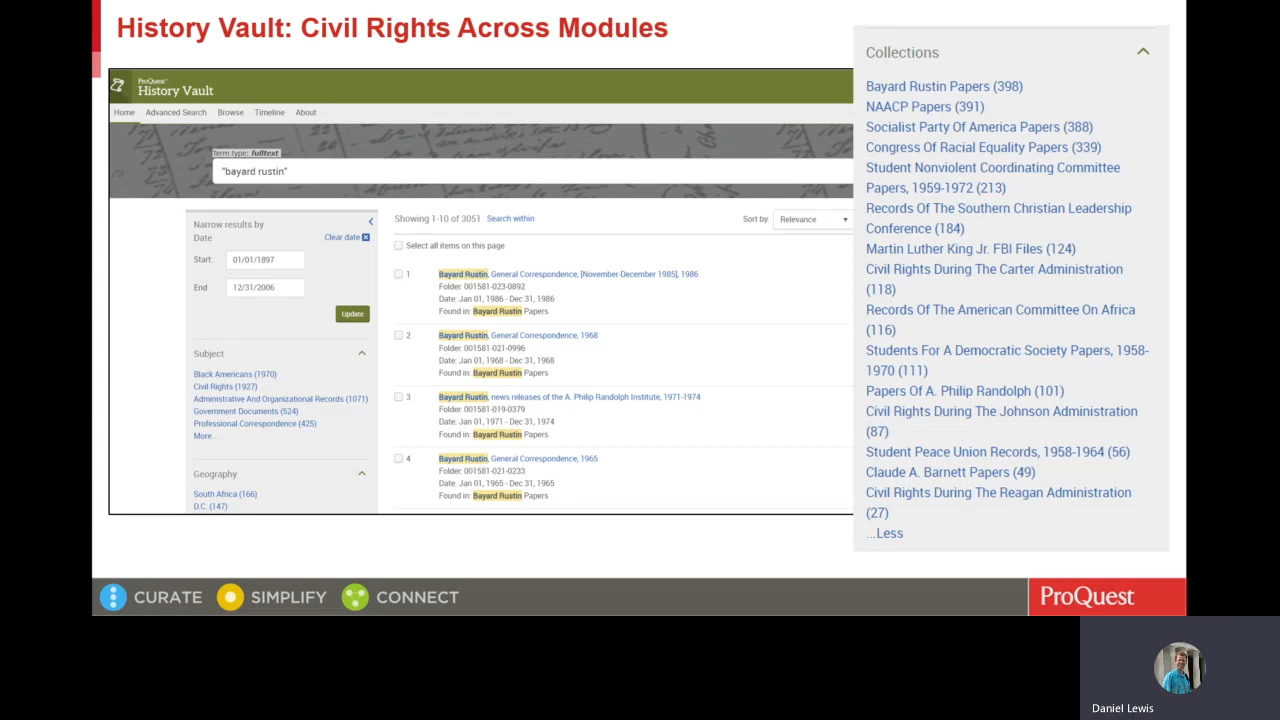 History Vault: Civil Rights Across Modules
ProQuest
History Vault
Home Advanced Search Browse Timeline About
Term type: fulltext
"bayard rustin"
Narrow results by
Date
Clear date
Start: 01/01/1897
End: 12/31/2006
Update
Subject
Black Americans (1970)
Civil Rights (1927)
Administrative And Organizational Records (1071)
Government Documents (524)
Professional Correspondence (425)
More...
Geography
South Africa (166)
D.C. (147)
Showing 1-10 of 3051 Search within
Sort by: Relevance
Select all items on this page
1 Bayard Rustin, General Correspondence, [November-December 1985], 1986
Folder: 001581-023-0892
Date: Jan 01, 1986 - Dec 31, 1986
Found in: Bayard Rustin Papers
2 Bayard Rustin, General Correspondence, 1968
Folder: 001581-021-0996
Date: Jan 01, 1968 - Dec 31, 1968
Found in: Bayard Rustin Papers
3 Bayard Rustin, news releases of the A. Philip Randolph Institute, 1971-1974
Folder: 001581-019-0379
Date: Jan 01, 1971 - Dec 31, 1974
Found in: Bayard Rustin Papers
4 Bayard Rustin, General Correspondence, 1965
Folder: 001581-021-0233
Date: Jan 01, 1965 - Dec 31, 1965
Found in: Bayard Rustin Papers
Collections
Bayard Rustin Papers (398)
NAACP Papers (391)
Socialist Party Of America Papers (388)
Congress Of Racial Equality Papers (339)
Student Nonviolent Coordinating Committee
Papers, 1959-1972 (213)
Records Of The Southern Christian Leadership
Conference (184)
Martin Luther King Jr. FBI Files (124)
Civil Rights During The Carter Administration
(118)
Records Of The American Committee On Africa
(116)
Students For A Democratic Society Papers, 1958-
1970 (111)
Papers Of A. Philip Randolph (101)
Civil Rights During The Johnson Administration
(87)
Student Peace Union Records, 1958-1964 (56)
Claude A. Barnett Papers (49)
Civil Rights During The Reagan Administration
(27)
...Less
CURATE SIMPLIFY CONNECT
ProQuest
Daniel Lewis